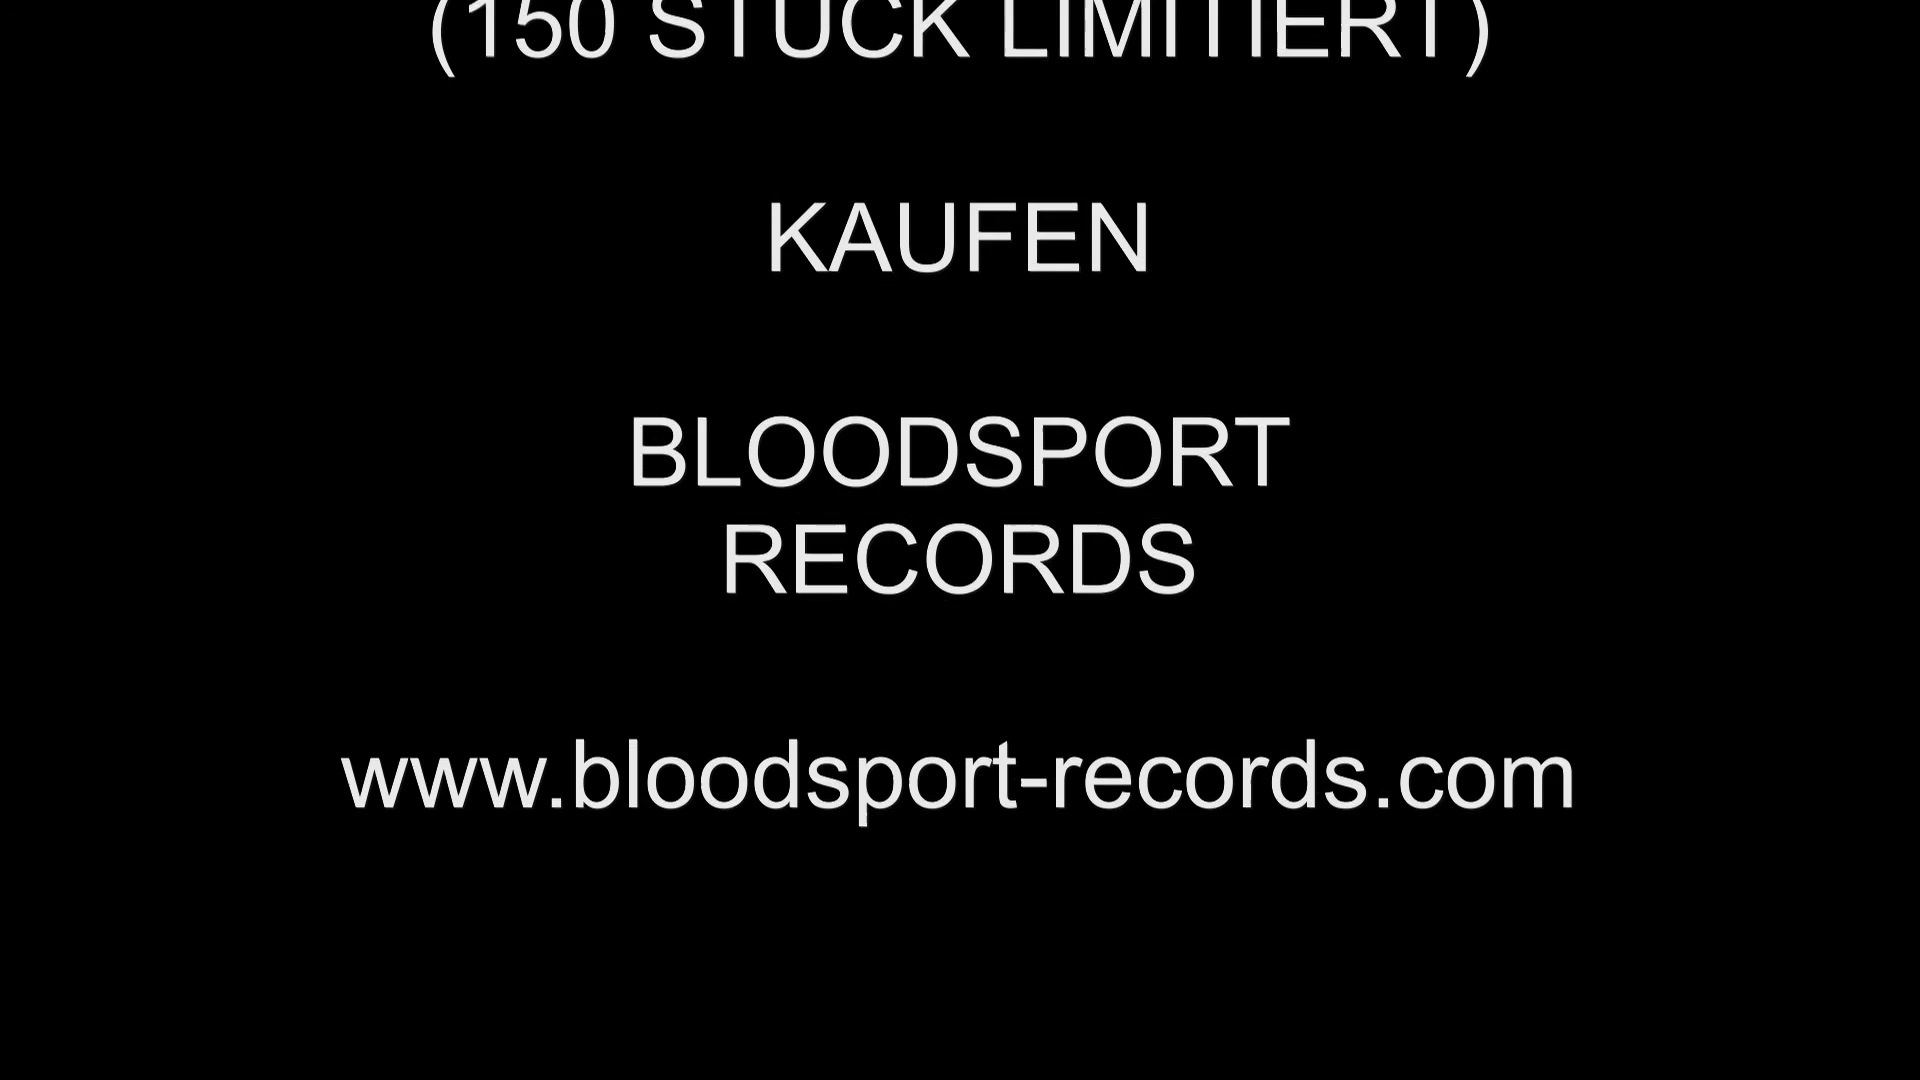 (150 STÜCK LIMITIERT)
KAUFEN
BLOODSPORT
RECORDS
www.bloodsport-records.com